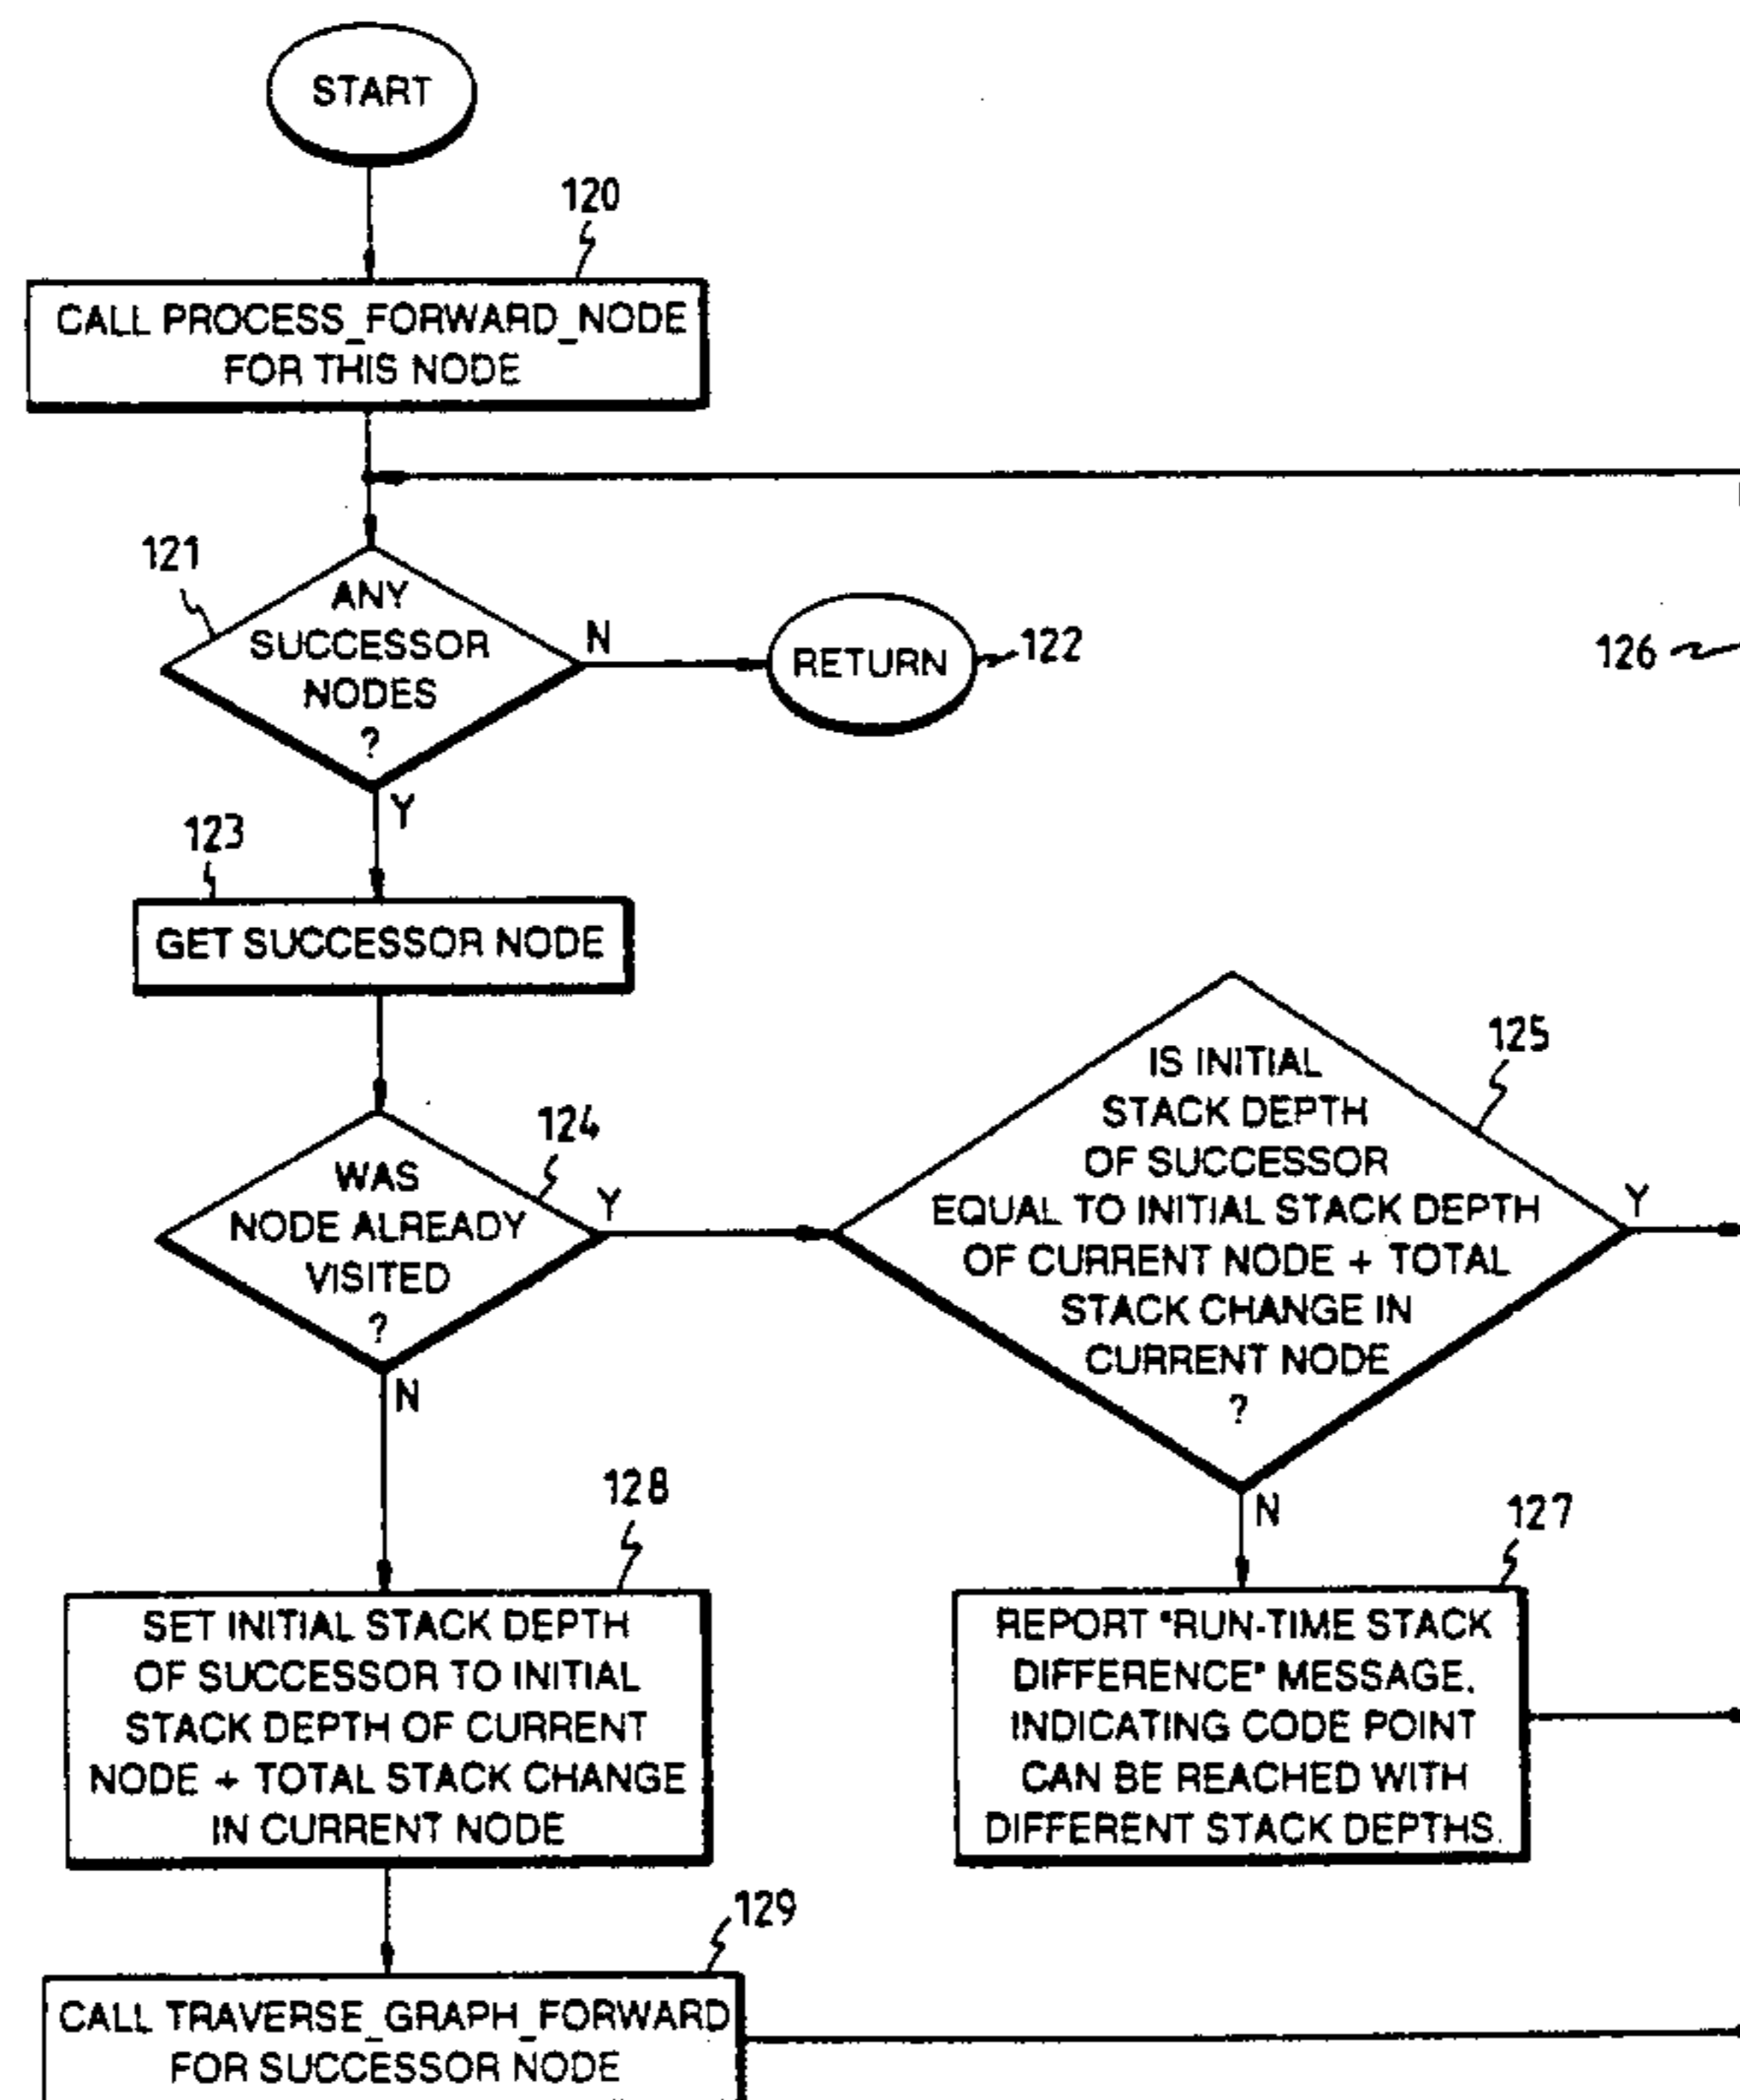 START
120
CALL PROCESS_FORWARD_NODE
FOR THIS NODE
121
ANY
SUCCESSOR
NODES
?
N
RETURN
122
126
Y
123
GET SUCCESSOR NODE
124
WAS
NODE ALREADY
VISITED
?
Y
125
IS INITIAL
STACK DEPTH
OF SUCCESSOR
EQUAL TO INITIAL STACK DEPTH
OF CURRENT NODE + TOTAL
STACK CHANGE IN
CURRENT NODE
?
Y
N
N
127
128
SET INITIAL STACK DEPTH
OF SUCCESSOR TO INITIAL
STACK DEPTH OF CURRENT
NODE + TOTAL STACK CHANGE
IN CURRENT NODE
REPORT "RUN-TIME STACK
DIFFERENCE" MESSAGE,
INDICATING CODE POINT
CAN BE REACHED WITH
DIFFERENT STACK DEPTHS.
129
CALL TRAVERSE_GRAPH_FORWARD
FOR SUCCESSOR NODE